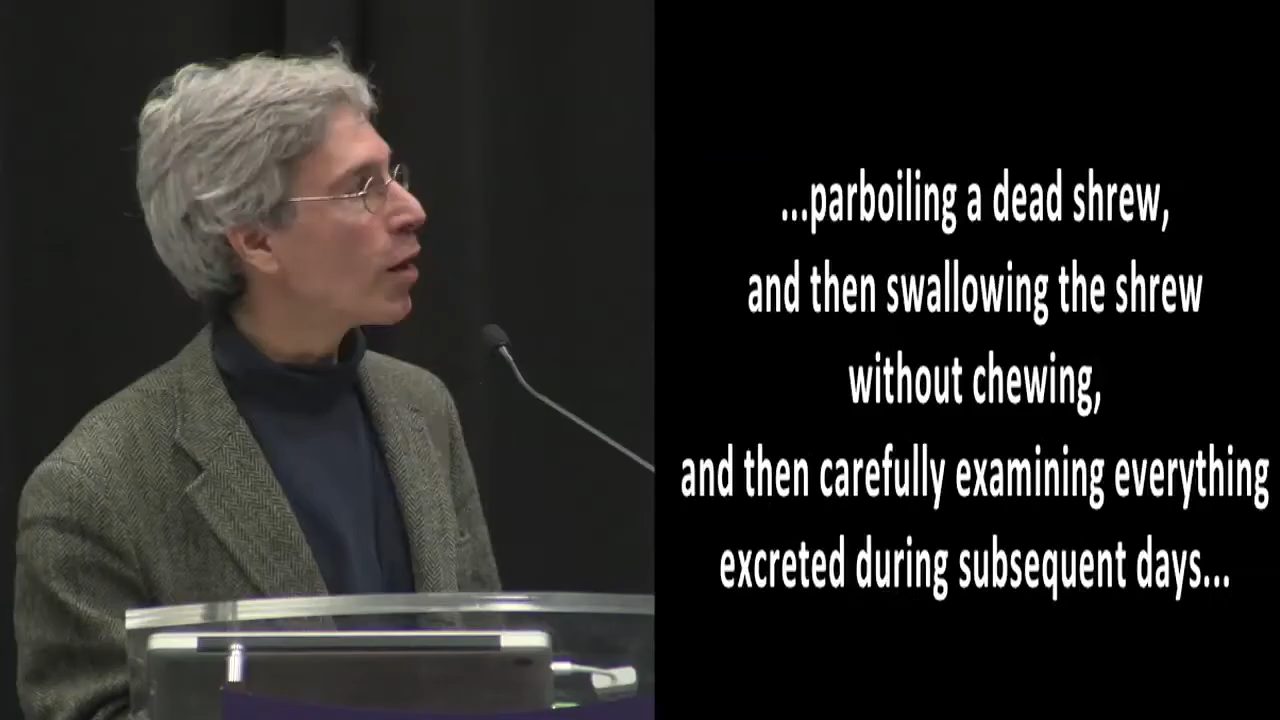 ...parboiling a dead shrew,
and then swallowing the shrew
without chewing,
and then carefully examining everything
excreted during subsequent days...